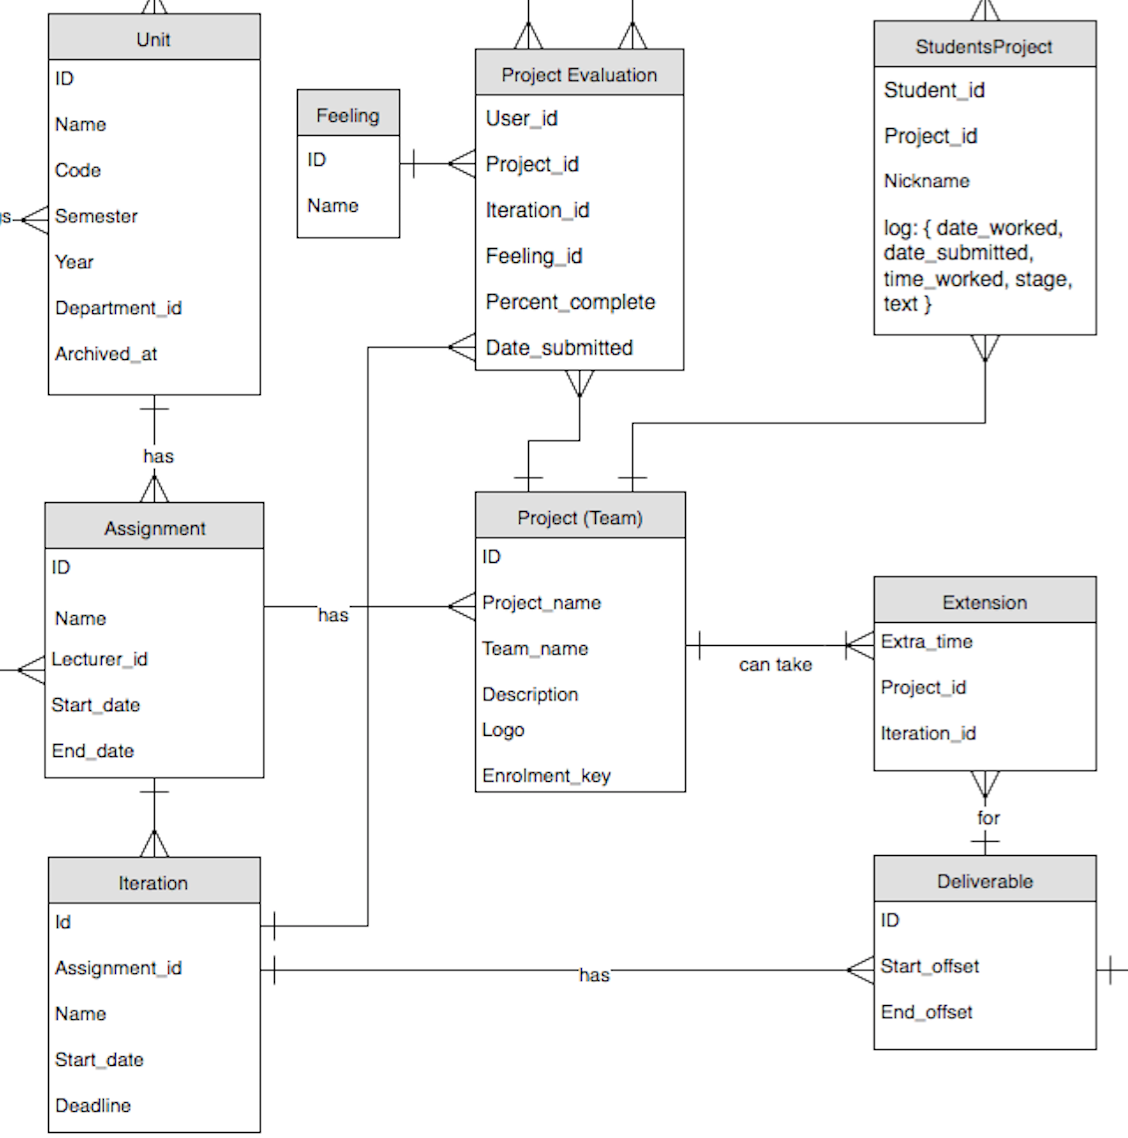 Unit
ID
Name
Code
Semester
Year
Department_id
Archived_at
Feeling
ID
Name
Project Evaluation
User_id
Project_id
Iteration_id
Feeling_id
Percent_complete
Date_submitted
StudentsProject
Student_id
Project_id
Nickname
log: { date_worked,
date_submitted,
time_worked, stage,
text }
has
Assignment
ID
Name
Lecturer_id
Start_date
End_date
has
Project (Team)
ID
Project_name
Team_name
Description
Logo
Enrolment_key
can take
Extension
Extra_time
Project_id
Iteration_id
for
Iteration
Id
Assignment_id
Name
Start_date
Deadline
has
Deliverable
ID
Start_offset
End_offset